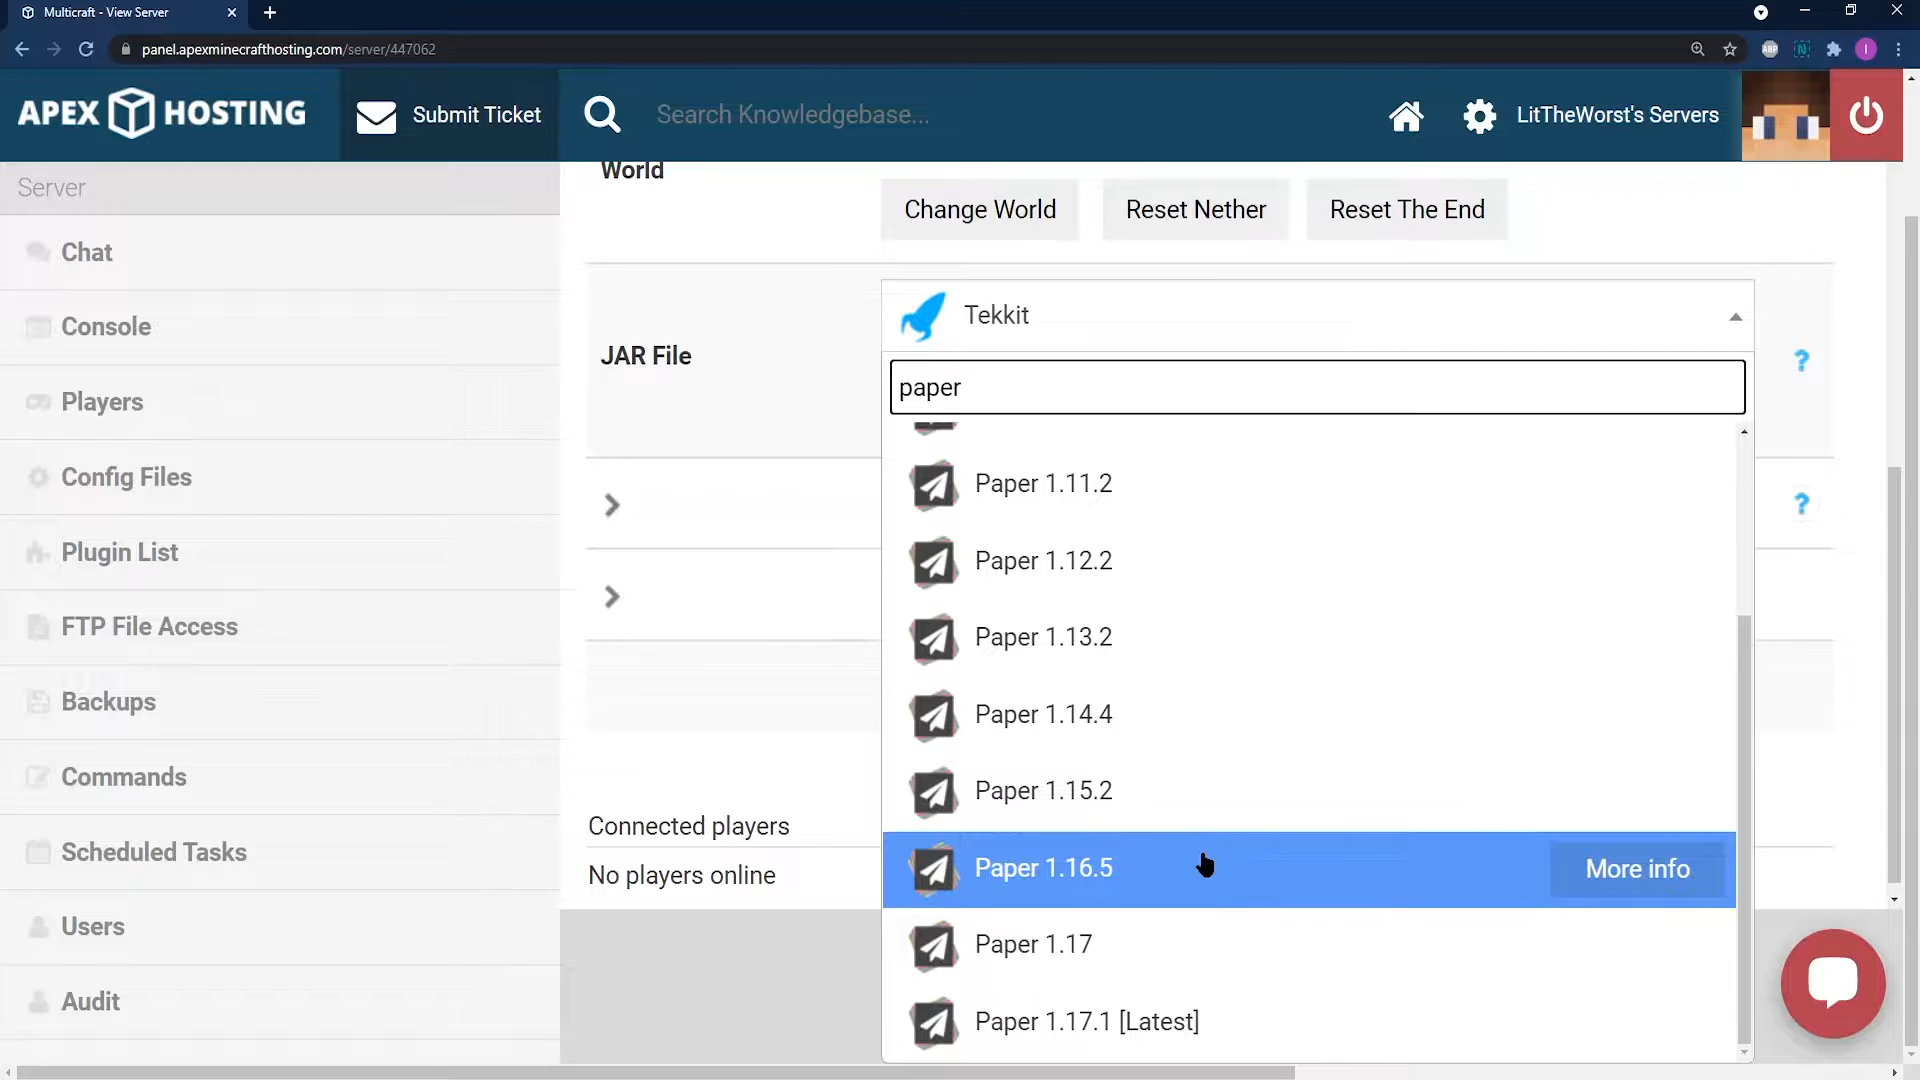 Multicraft - View Server
panel.apexminecrafthosting.com/server/447062
ABP
N
I
APEX HOSTING
Submit Ticket
Search Knowledgebase...
LitTheWorst's Servers
Server
Chat
Console
Players
Config Files
Plugin List
FTP File Access
Backups
Commands
Scheduled Tasks
Users
Audit
World
Change World
Reset Nether
Reset The End
JAR File
Tekkit
?
paper
Paper 1.11.2
?
Paper 1.12.2
Paper 1.13.2
Paper 1.14.4
Paper 1.15.2
Paper 1.16.5
More info
Paper 1.17
Paper 1.17.1 [Latest]
Connected players
No players online